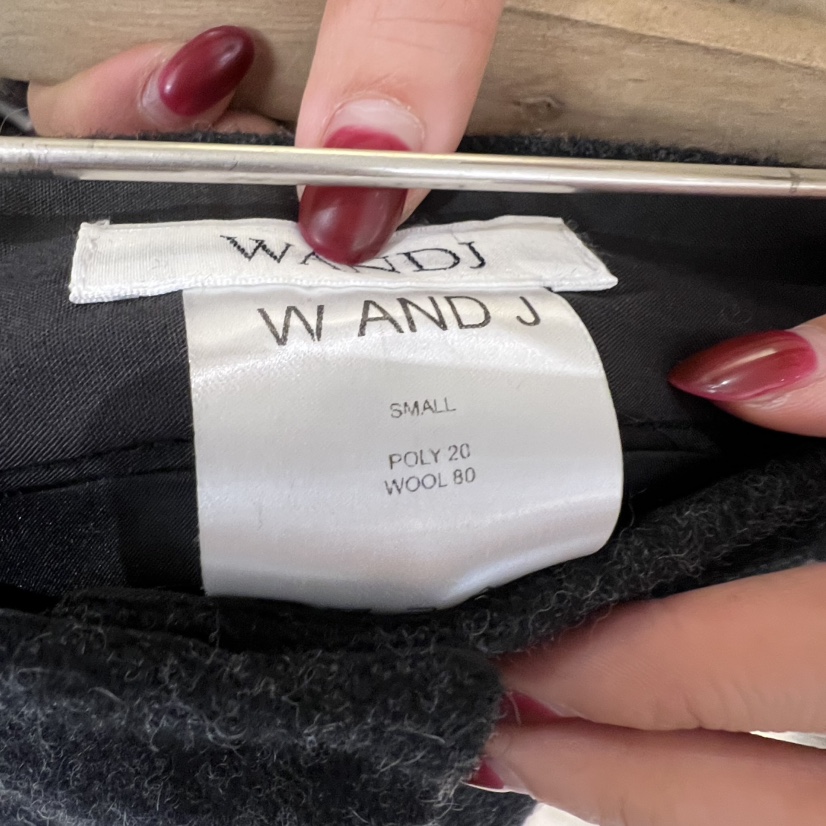 WANDJ
W AND J
SMALL
POLY 20
WOOL 80